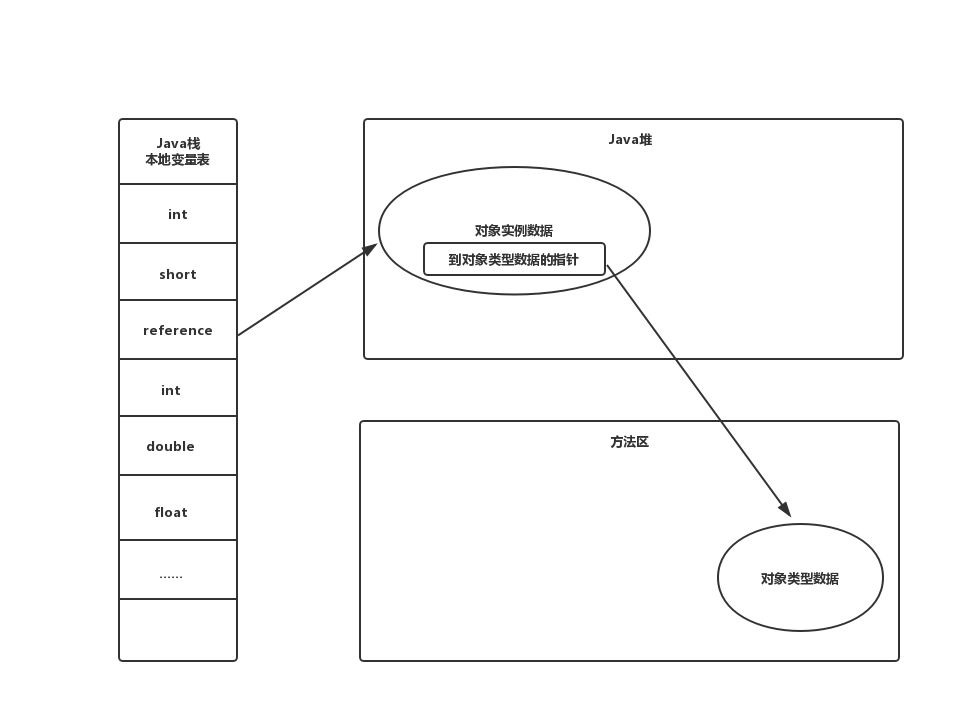 Java栈
本地变量表
int
short
reference
int
double
float
......
Java堆
对象实例数据
到对象类型数据的指针
方法区
对象类型数据